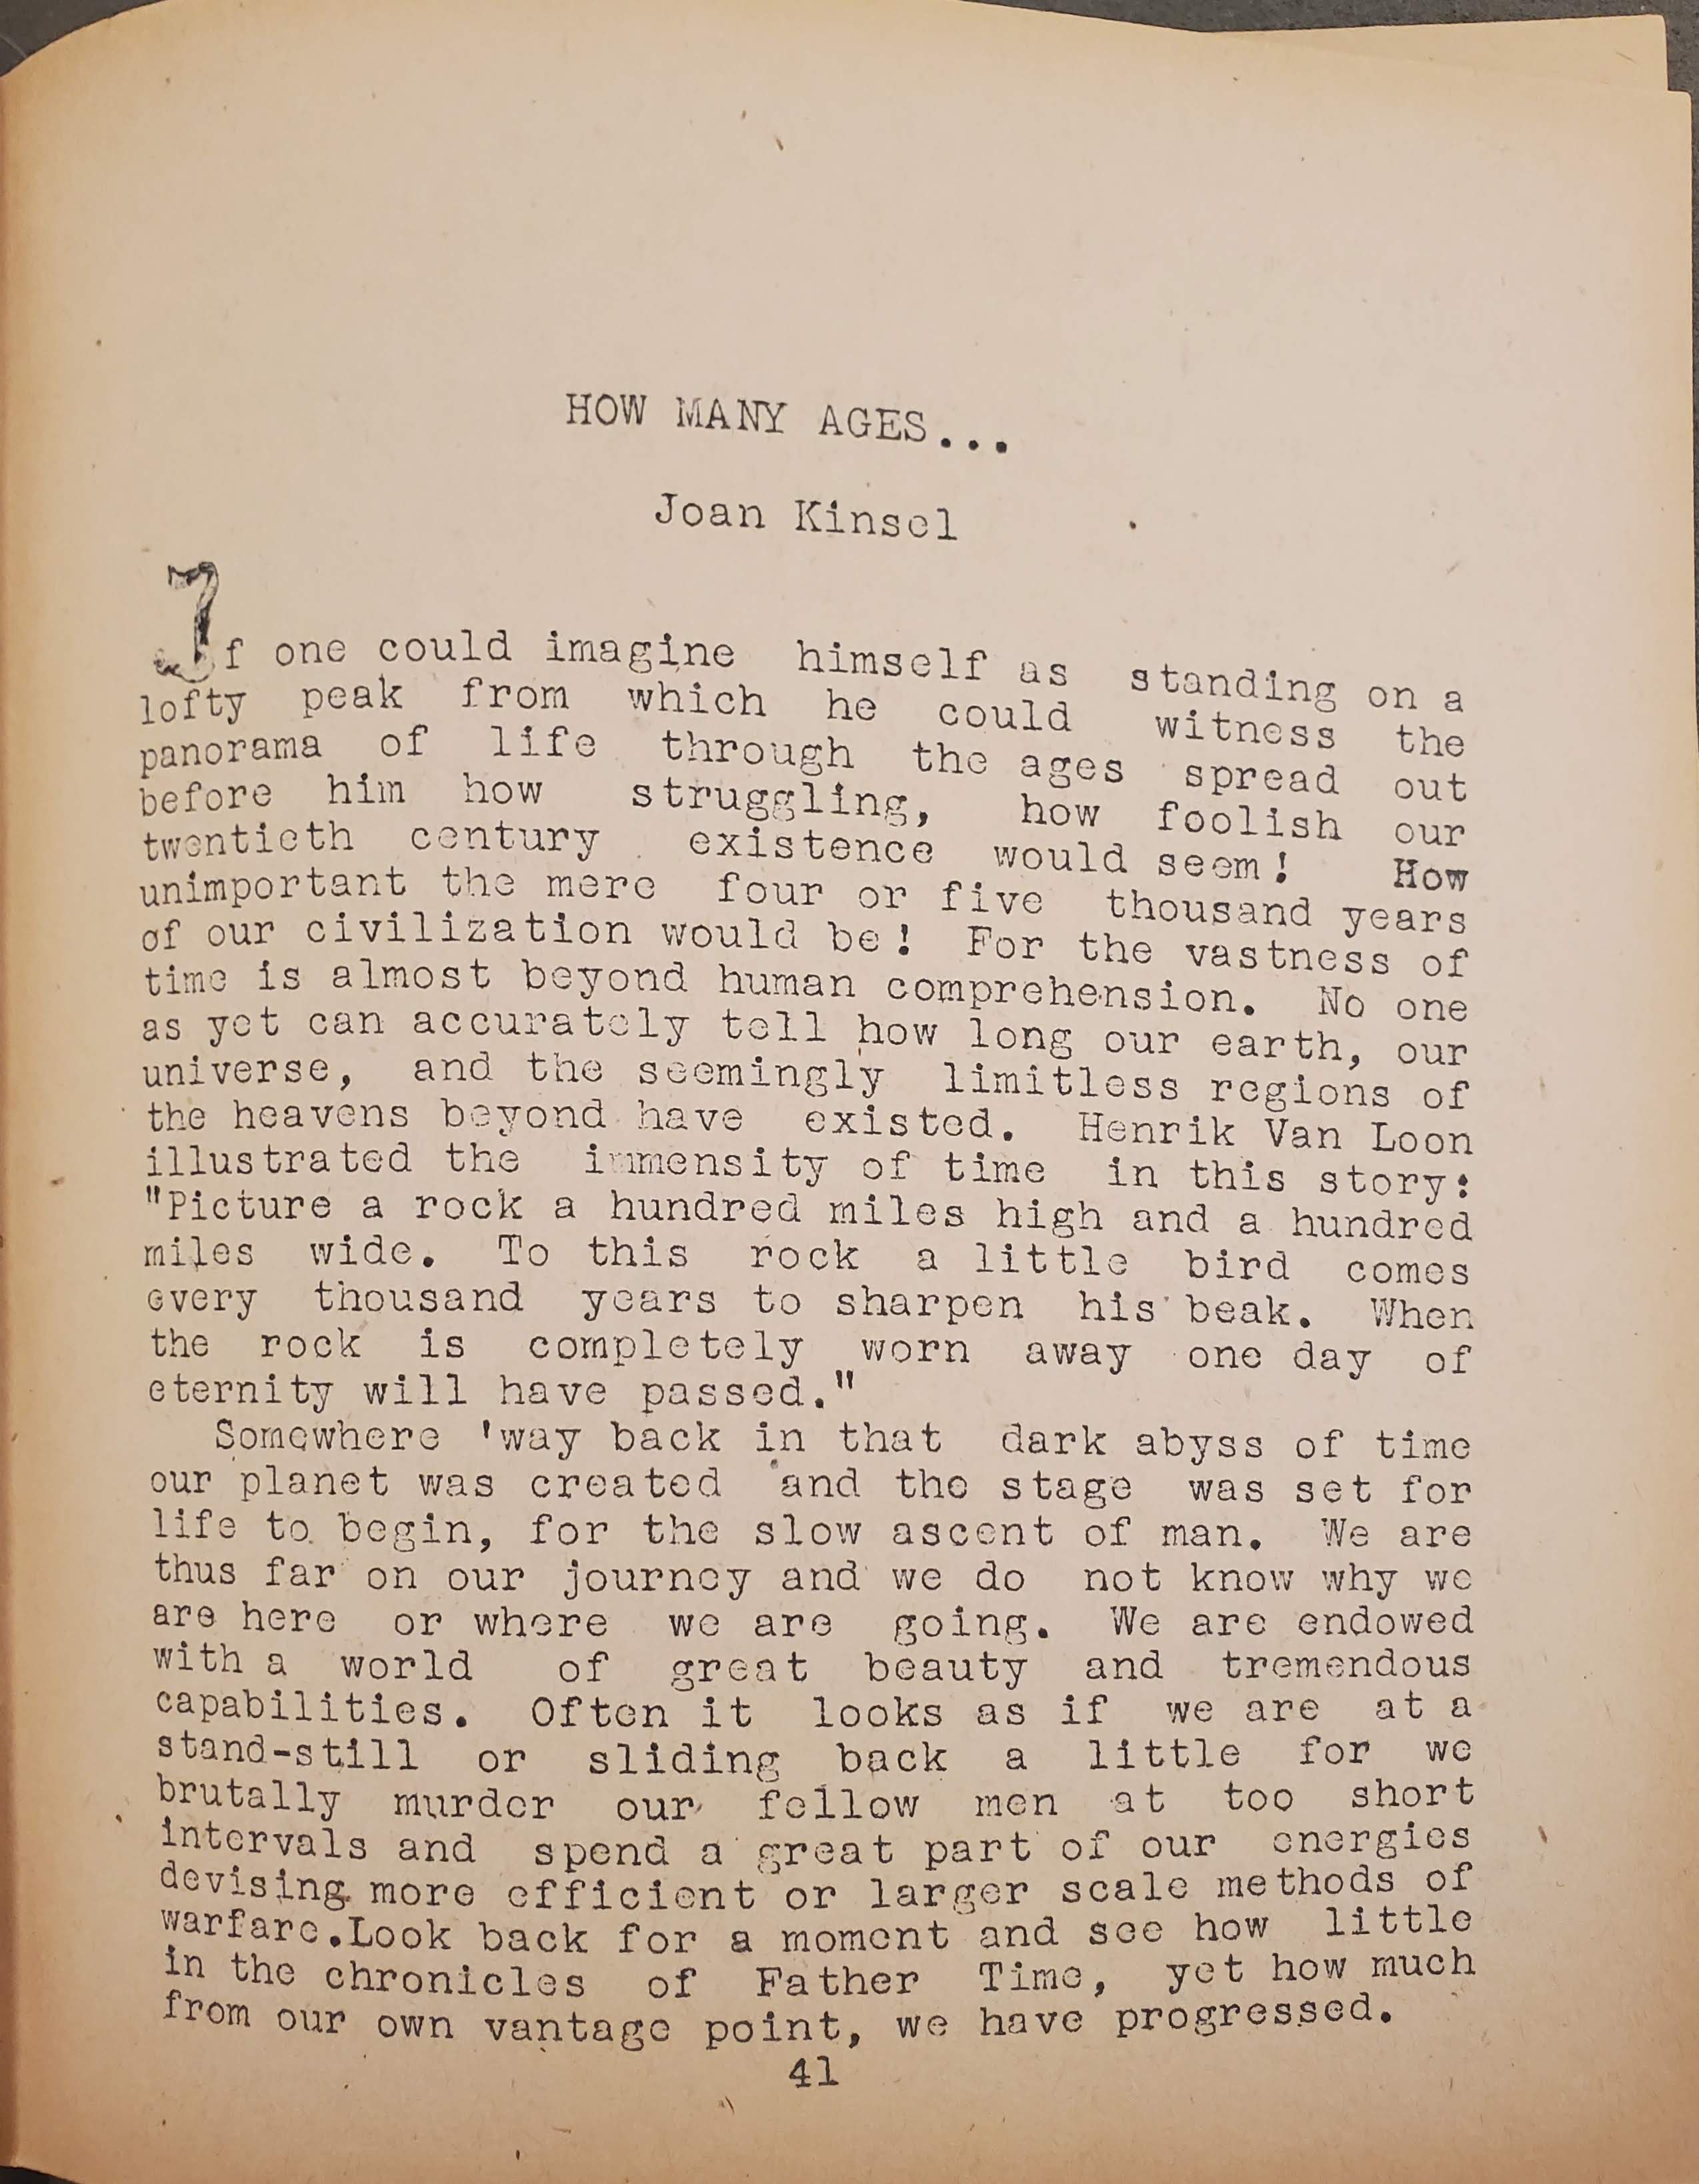 HOW MANY AGES...
Joan Kinsel
If one could imagine himself as standing on a
lofty peak from which he could witness the
panorama of life through the ages spread out
before him how struggling, how foolish our
twentieth century existence would seem! How
unimportant the mere four or five thousand years
of our civilization would be! For the vastness of
time is almost beyond human comprehension. No one
as yet can accurately tell how long our earth, our
universe, and the seemingly limitless regions of
the heavens beyond have existed. Henrik Van Loon
illustrated the immensity of time in this story:
"Picture a rock a hundred miles high and a hundred
miles wide. To this rock a little bird comes
every thousand years to sharpen his beak. When
the rock is completely worn away one day of
eternity will have passed."
Somewhere 'way back in that dark abyss of time
our planet was created and the stage was set for
life to begin, for the slow ascent of man. We are
thus far on our journey and we do not know why we
are here or where we are going. We are endowed
with a world of great beauty and tremendous
capabilities. Often it looks as if we are at a
stand-still or sliding back a little for we
brutally murder our fellow men at too short
intervals and spend a great part of our energies
devising more efficient or larger scale methods of
warfare.Look back for a moment and see how little
in the chronicles of Father Time, yet how much
from our own vantage point, we have progressed.
41